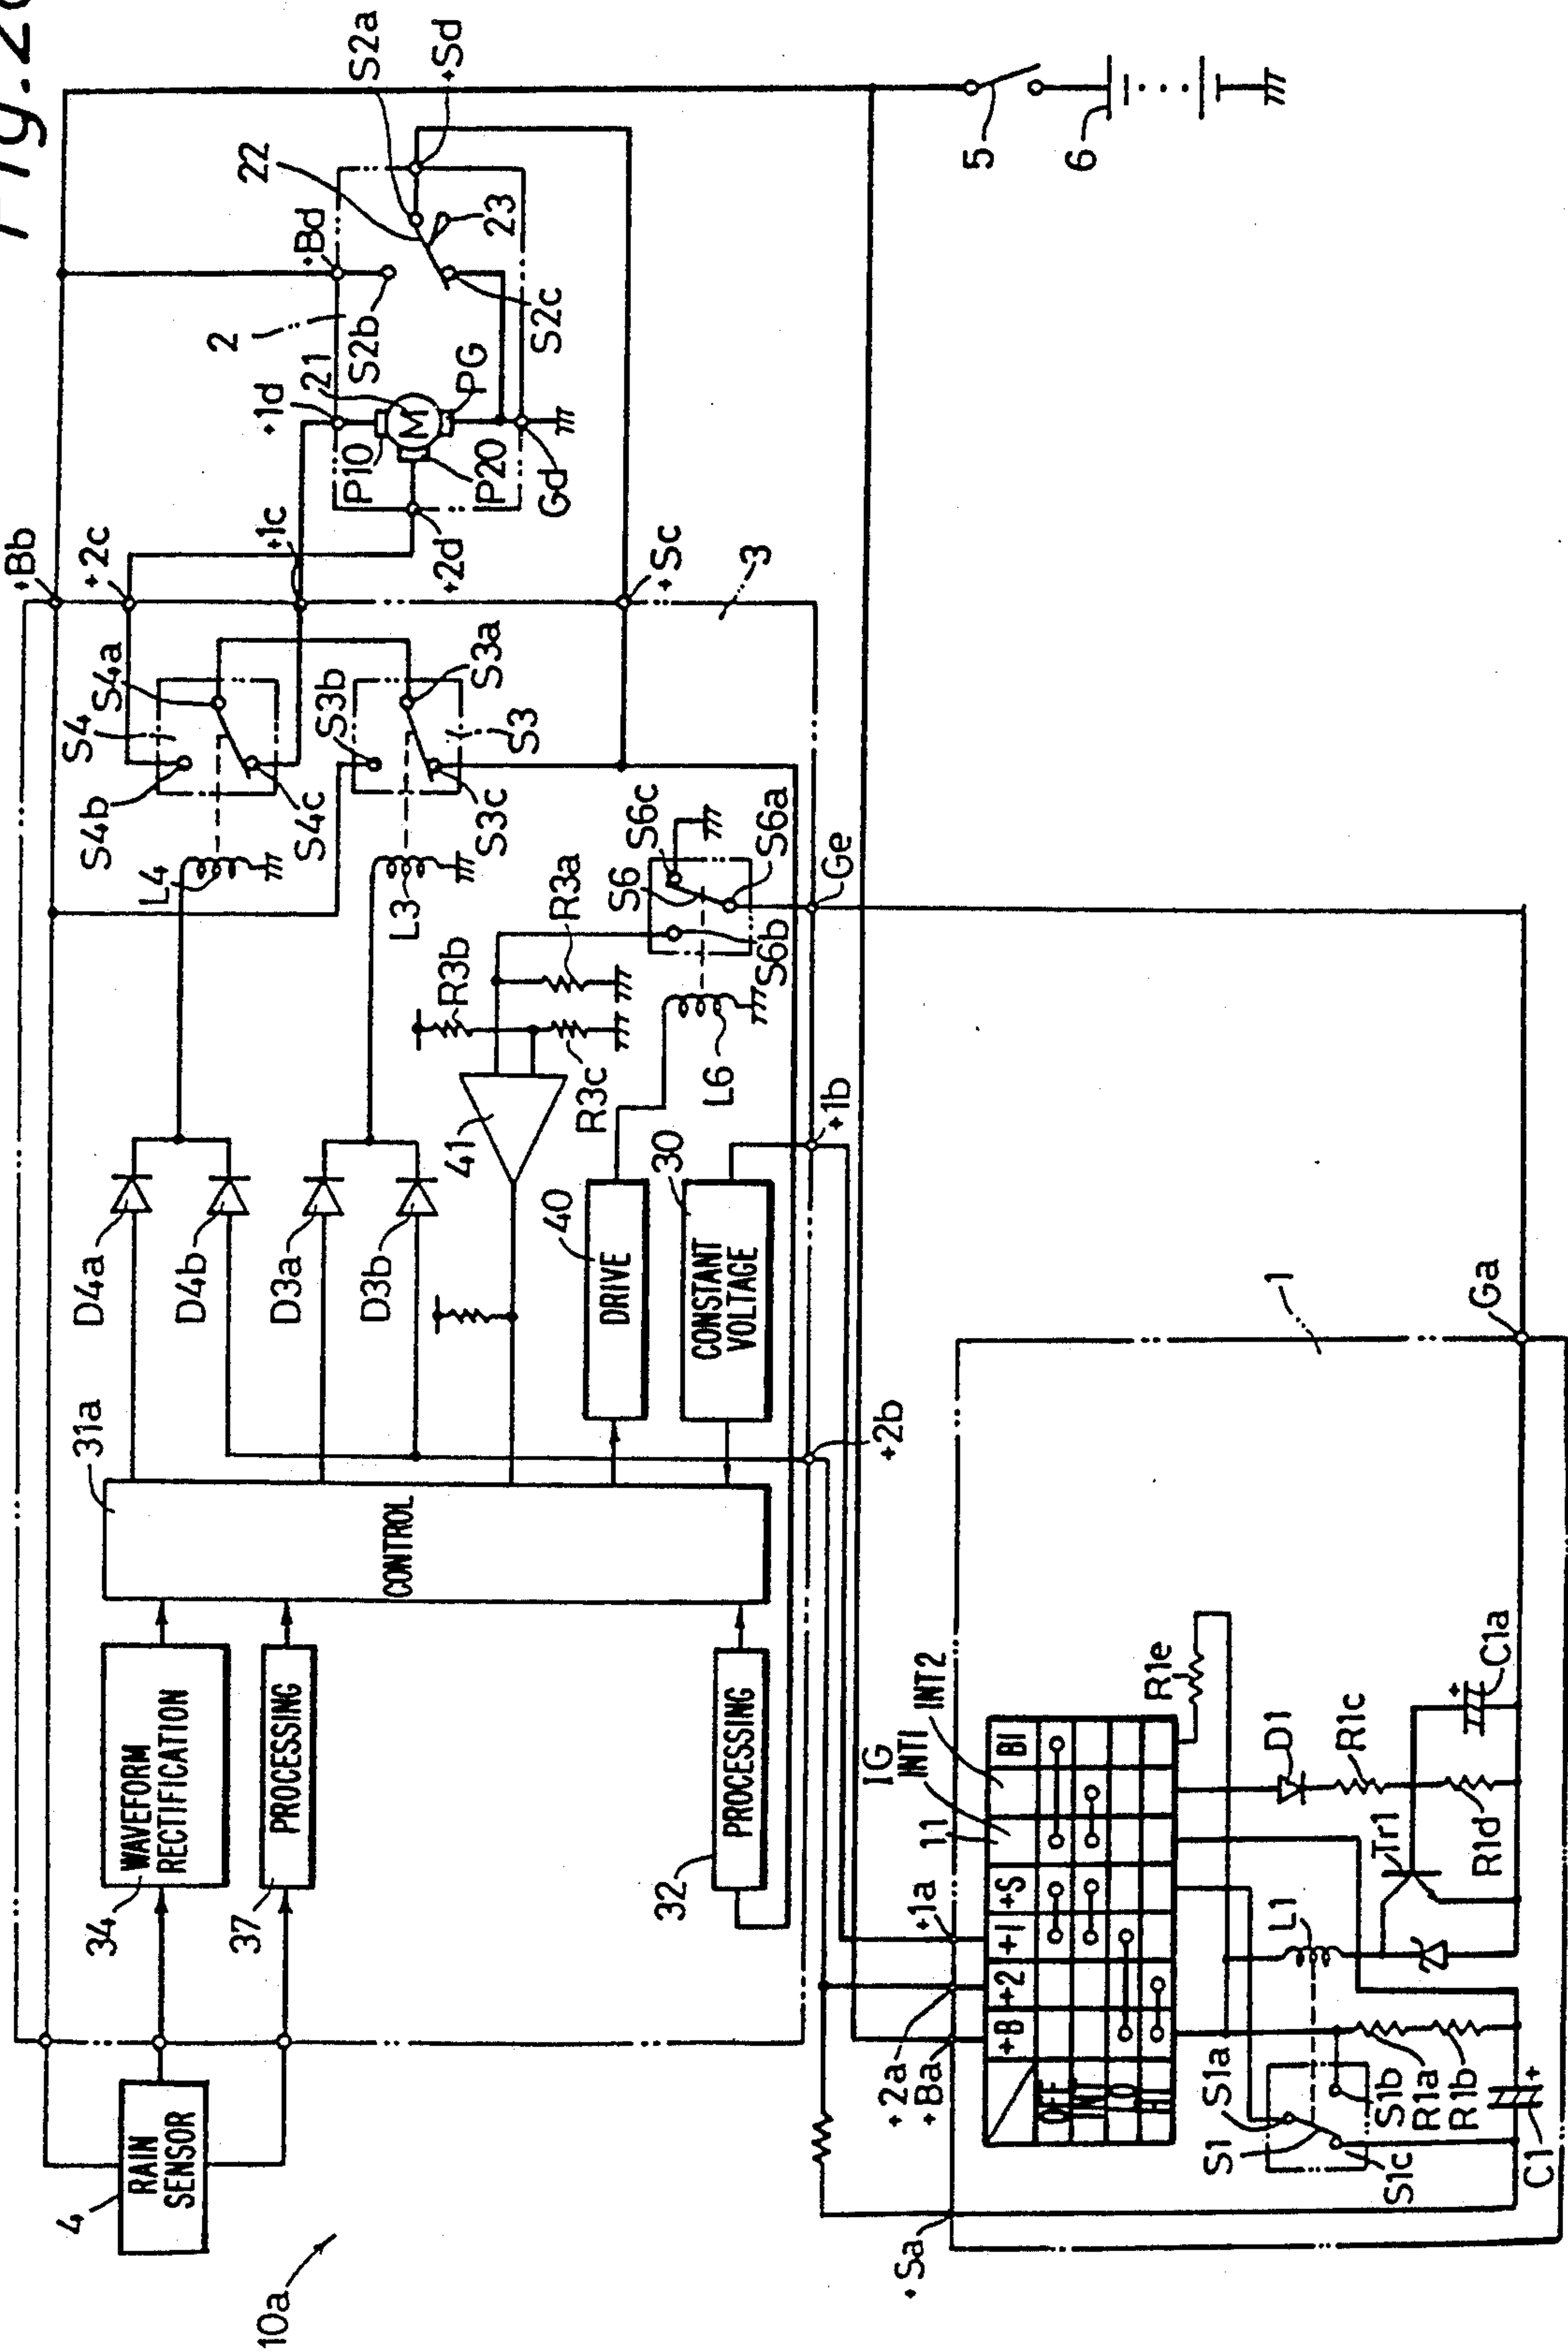 10a
4
RAIN
SENSOR
34
WAVEFORM
RECTIFICATION
37
PROCESSING
32
PROCESSING
31a
CONTROL
D4a
D4b
D3a
D3b
41
40
DRIVE
30
CONSTANT
VOLTAGE
R3b
R3a
R3c
L4
L3
L6
S4
S4a
S4b
S4c
S3b
S3a
S3
S3c
S6
S6c
S6a
S6b
+Bb
+2c
+1c
+Sc
3
+2b
+1b
Ge
2
+1d
21
P10
PG
P20
+2d
Gd
+Bd
S2b
S2c
22
23
S2a
+Sd
5
6
+Sa
+2a
+Ba
+1a
11
IG
INT1
INT2
+B
+2
+1
+S
B1
OFF
INT
LO
HI
R1e
S1
S1a
S1b
S1c
R1a
R1b
C1
L1
Tr1
D1
R1c
R1d
C1a
1
Ga